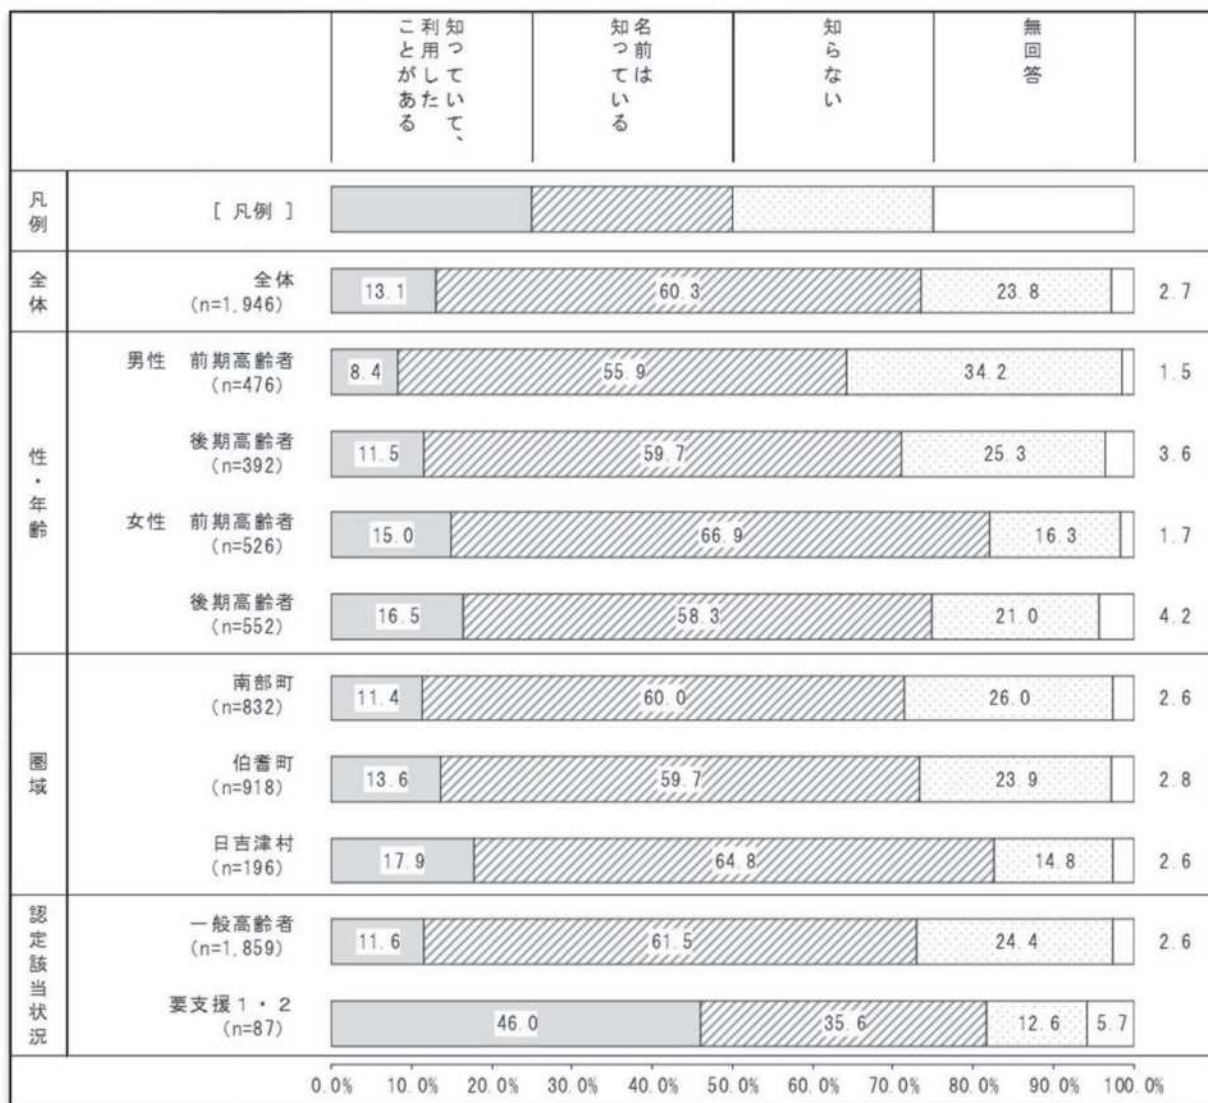 知っていて、
利用した
ことがある
名前は
知っている
知らない
無回答
凡例
[ 凡例 ]
全体
全体
(n=1,946)
13.1
60.3
23.8
2.7
性・年齢
男性 前期高齢者
(n=476)
8.4
55.9
34.2
1.5
後期高齢者
(n=392)
11.5
59.7
25.3
3.6
女性 前期高齢者
(n=526)
15.0
66.9
16.3
1.7
後期高齢者
(n=552)
16.5
58.3
21.0
4.2
圏域
南部町
(n=832)
11.4
60.0
26.0
2.6
伯耆町
(n=918)
13.6
59.7
23.9
2.8
日吉津村
(n=196)
17.9
64.8
14.8
2.6
認定該当状況
一般高齢者
(n=1,859)
11.6
61.5
24.4
2.6
要支援1・2
(n=87)
46.0
35.6
12.6
5.7
0.0% 10.0% 20.0% 30.0% 40.0% 50.0% 60.0% 70.0% 80.0% 90.0% 100.0%